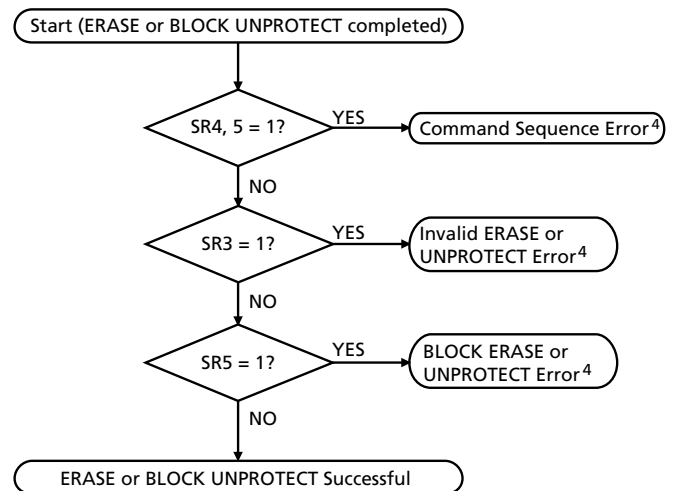 Start (ERASE or BLOCK UNPROTECT completed)
SR4, 5 = 1?
YES
Command Sequence Error4
NO
SR3 = 1?
YES
Invalid ERASE or
UNPROTECT Error4
NO
SR5 = 1?
YES
BLOCK ERASE or
UNPROTECT Error4
NO
ERASE or BLOCK UNPROTECT Successful